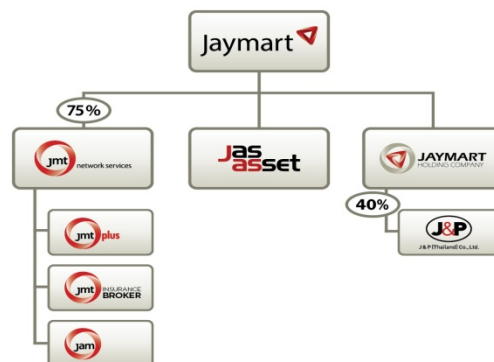 Jaymart
75%
jmt network services
Jas
asset
JAYMART
HOLDING COMPANY
40%
jmt plus
J&P
J & P (Thailand) Co., Ltd.
jmt INSURANCE
BROKER
jam